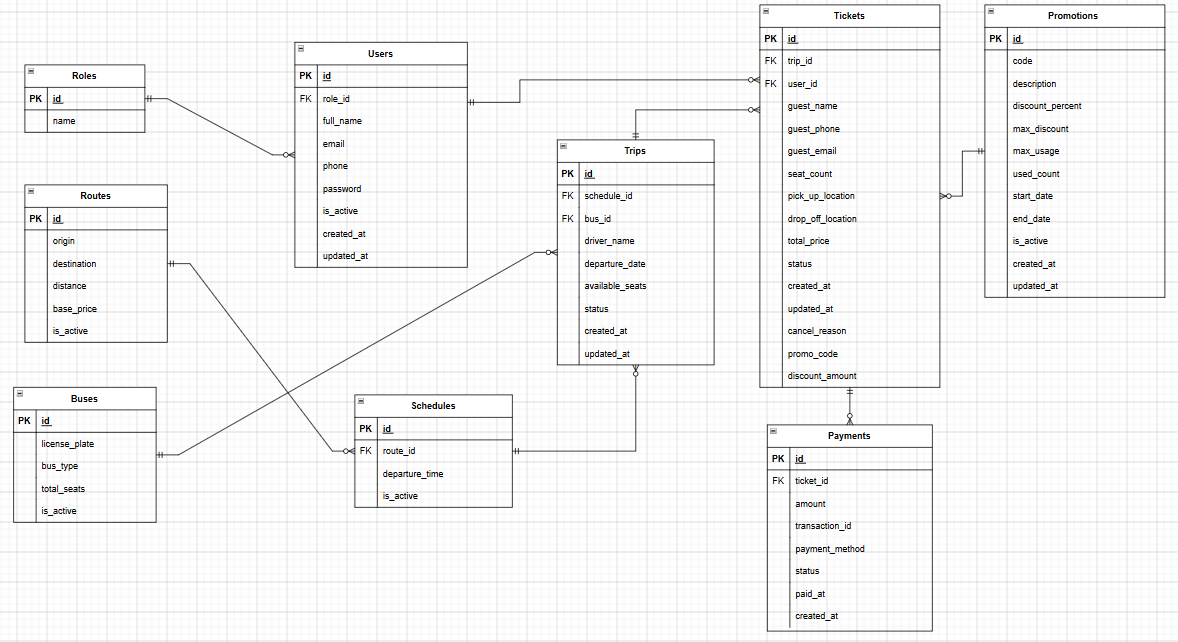 Roles
PK id
name
Routes
PK id
origin
destination
distance
base_price
is_active
Buses
PK id
license_plate
bus_type
total_seats
is_active
Users
PK id
FK role_id
full_name
email
phone
password
is_active
created_at
updated_at
Schedules
PK id
FK route_id
departure_time
is_active
Trips
PK id
FK schedule_id
FK bus_id
driver_name
departure_date
available_seats
status
created_at
updated_at
Tickets
PK id
FK trip_id
FK user_id
guest_name
guest_phone
guest_email
seat_count
pick_up_location
drop_off_location
total_price
status
created_at
updated_at
cancel_reason
promo_code
discount_amount
Payments
PK id
FK ticket_id
amount
transaction_id
payment_method
status
paid_at
created_at
Promotions
PK id
code
description
discount_percent
max_discount
max_usage
used_count
start_date
end_date
is_active
created_at
updated_at